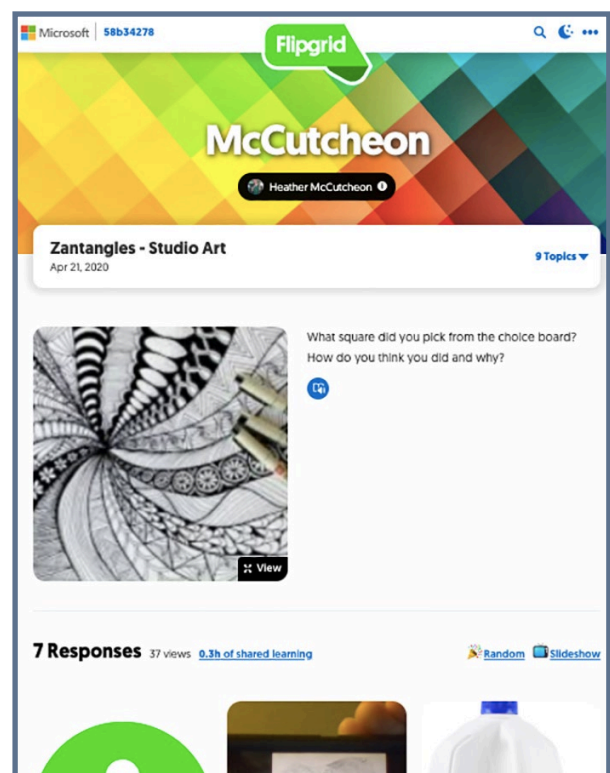 Microsoft 58b34278
Flipgrid
McCutcheon
Heather McCutcheon
Zantangles - Studio Art
9 Topics
Apr 21, 2020
What square did you pick from the choice board?
How do you think you did and why?
View
7 Responses 37 views 0.3h of shared learning Random Slideshow